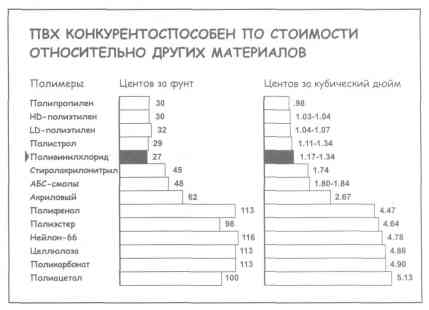 ПВХ КОНКУРЕНТОСПОСОБЕН ПО СТОИМОСТИ
ОТНОСИТЕЛЬНО ДРУГИХ МАТЕРИАЛОВ
Полимеры Центов за фунт Центов за кубический дюйм
Полипропилен 30 .98
HD-полиэтилен 30 1.03-1.04
LD-полиэтилен 32 1.04-1.07
Полистрол 29 1.11-1.34
Поливинилхлорид 27 1.17-1.34
Стиролакрилонитрил 45 1.74
АБС-смолы 48 1.80-1.84
Акриловый 62 2.67
Полифенал 113 4.47
Полиэстер 98 4.64
Нейлон-66 116 4.78
Целлюлоза 113 4.86
Поликарбонат 113 4.90
Полиацетал 100 5.13